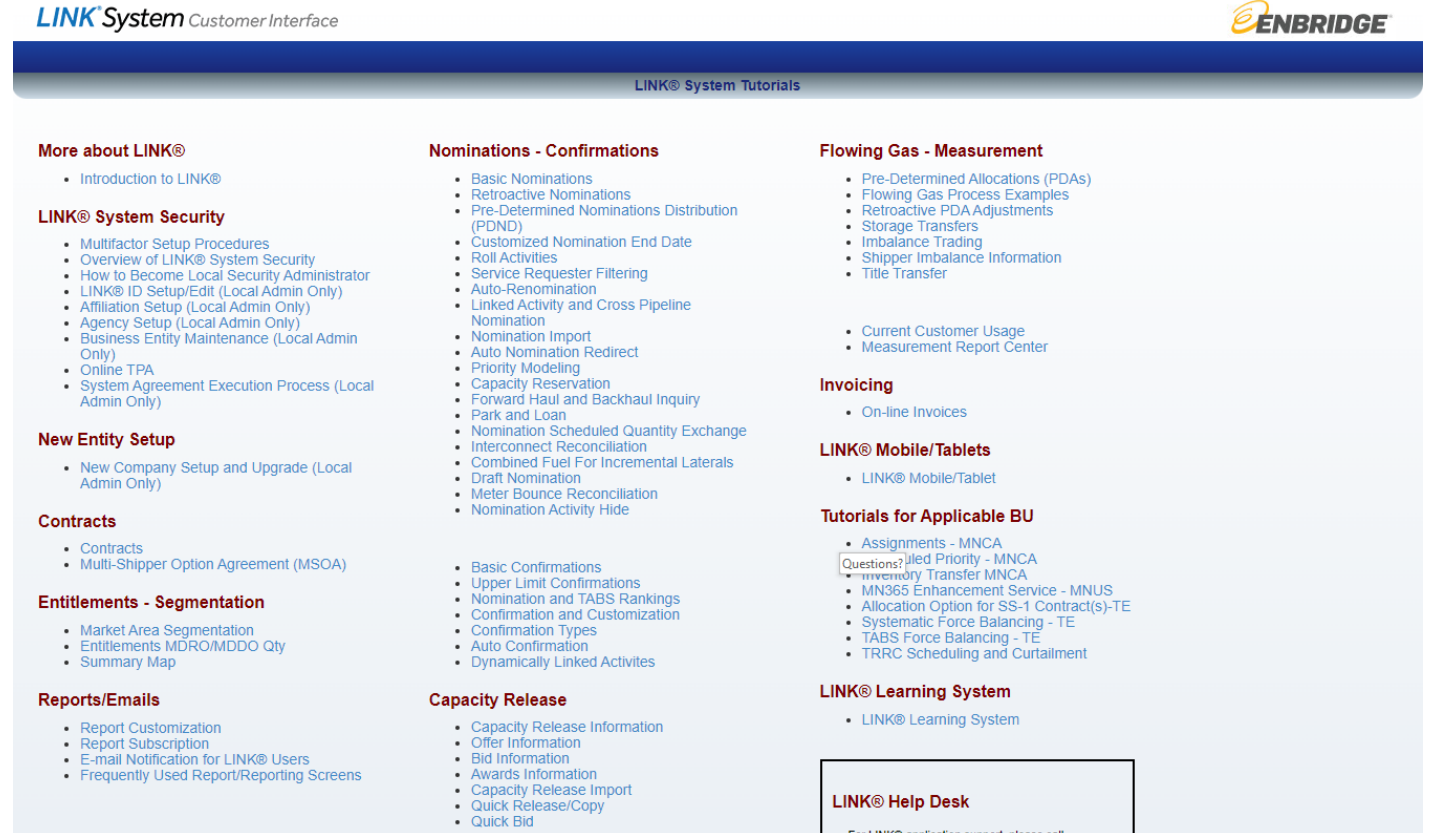 LINK® System Customer Interface
ENBRIDGE
LINK® System Tutorials
More about LINK®
Introduction to LINK®
LINK® System Security
Multifactor Setup Procedures
Overview of LINK® System Security
How to Become Local Security Administrator
LINK® ID Setup/Edit (Local Admin Only)
Affiliation Setup (Local Admin Only)
Agency Setup (Local Admin Only)
Business Entity Maintenance (Local Admin
Only)
Online TPA
System Agreement Execution Process (Local
Admin Only)
New Entity Setup
New Company Setup and Upgrade (Local
Admin Only)
Contracts
Contracts
Multi-Shipper Option Agreement (MSOA)
Entitlements - Segmentation
Market Area Segmentation
Entitlements MDRO/MDDO Qty
Summary Map
Reports/Emails
Report Customization
Report Subscription
E-mail Notification for LINK® Users
Frequently Used Report/Reporting Screens
Nominations - Confirmations
Basic Nominations
Retroactive Nominations
Pre-Determined Nominations Distribution
(PDND)
Customized Nomination End Date
Roll Activities
Service Requester Filtering
Auto-Renomination
Linked Activity and Cross Pipeline
Nomination
Nomination Import
Auto Nomination Redirect
Priority Modeling
Capacity Reservation
Forward Haul and Backhaul Inquiry
Park and Loan
Nomination Scheduled Quantity Exchange
Interconnect Reconciliation
Combined Fuel For Incremental Laterals
Draft Nomination
Meter Bounce Reconciliation
Nomination Activity Hide
Basic Confirmations
Upper Limit Confirmations
Nomination and TABS Rankings
Confirmation and Customization
Confirmation Types
Auto Confirmation
Dynamically Linked Activites
Capacity Release
Capacity Release Information
Offer Information
Bid Information
Awards Information
Capacity Release Import
Quick Release/Copy
Quick Bid
Flowing Gas - Measurement
Pre-Determined Allocations (PDAs)
Flowing Gas Process Examples
Retroactive PDA Adjustments
Storage Transfers
Imbalance Trading
Shipper Imbalance Information
Title Transfer
Current Customer Usage
Measurement Report Center
Invoicing
On-line Invoices
LINK® Mobile/Tablets
LINK® Mobile/Tablet
Tutorials for Applicable BU
Assignments - MNCA
Questions?
Priority - MNCA
Inventory Transfer MNCA
MN365 Enhancement Service - MNUS
Allocation Option for SS-1 Contract(s)-TE
Systematic Force Balancing - TE
TABS Force Balancing - TE
TRRC Scheduling and Curtailment
LINK® Learning System
LINK® Learning System
LINK® Help Desk